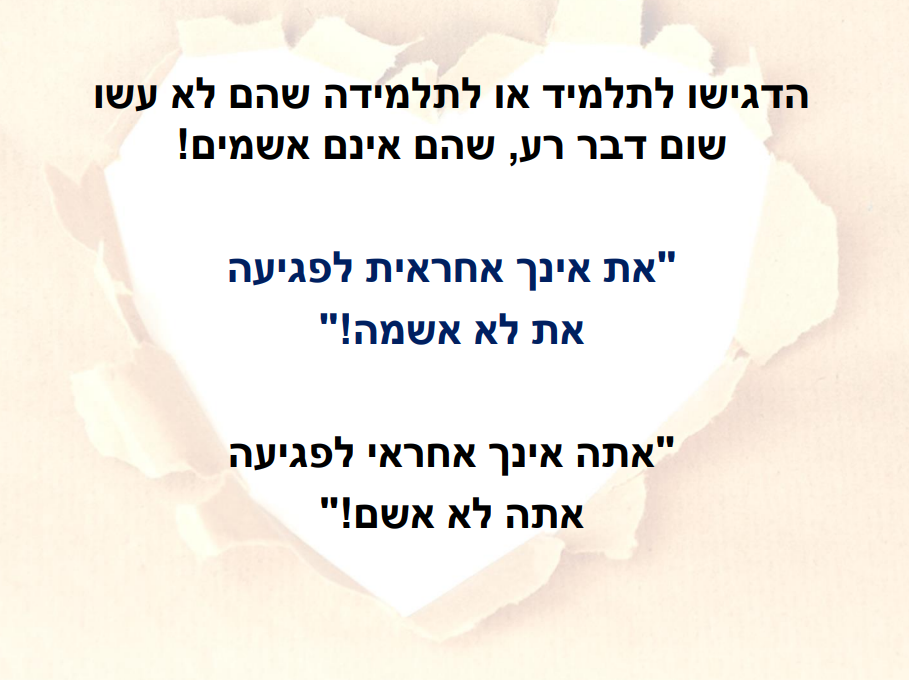 הדגישו לתלמיד או לתלמידה שהם לא עשו
שום דבר רע, שהם אינם אשמים!
"את אינך אחראית לפגיעה
את לא אשמה!"
"אתה אינך אחראי לפגיעה
אתה לא אשם!"